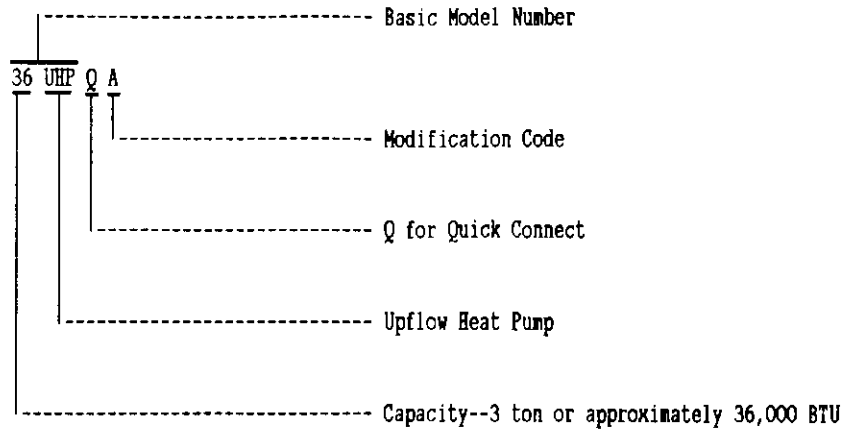 Basic Model Number
36 UHP Q A
Modification Code
Q for Quick Connect
Upflow Heat Pump
Capacity--3 ton or approximately 36,000 BTU